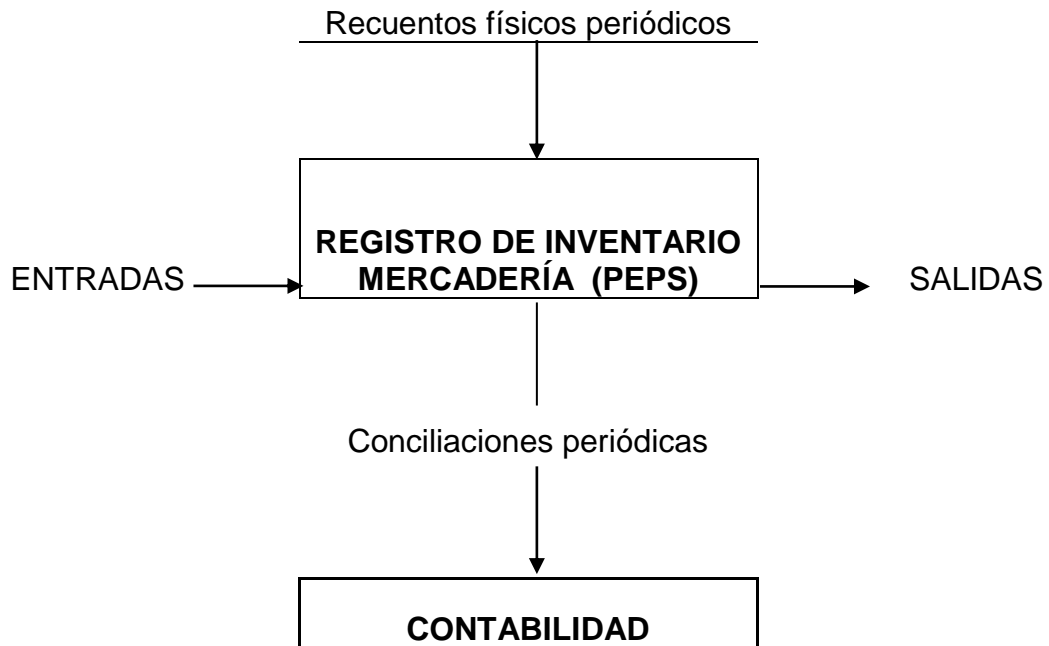 Recuentos físicos periódicos
REGISTRO DE INVENTARIO
MERCADERÍA (PEPS)
ENTRADAS
SALIDAS
Conciliaciones periódicas
CONTABILIDAD